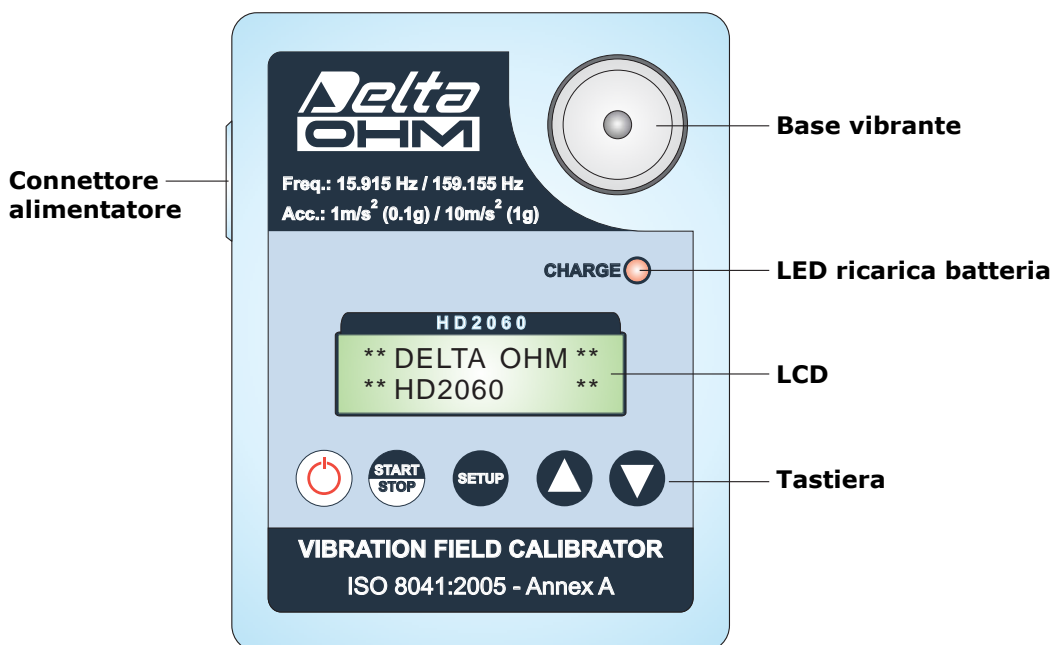 Delta
OHM
Freq.: 15.915 Hz / 159.155 Hz
Acc.: 1m/s² (0.1g) / 10m/s² (1g)
Base vibrante
Connettore
alimentatore
CHARGE
LED ricarica batteria
HD2060
** DELTA OHM **
** HD2060 **
LCD
START
STOP
SETUP
Tastiera
VIBRATION FIELD CALIBRATOR
ISO 8041:2005 - Annex A